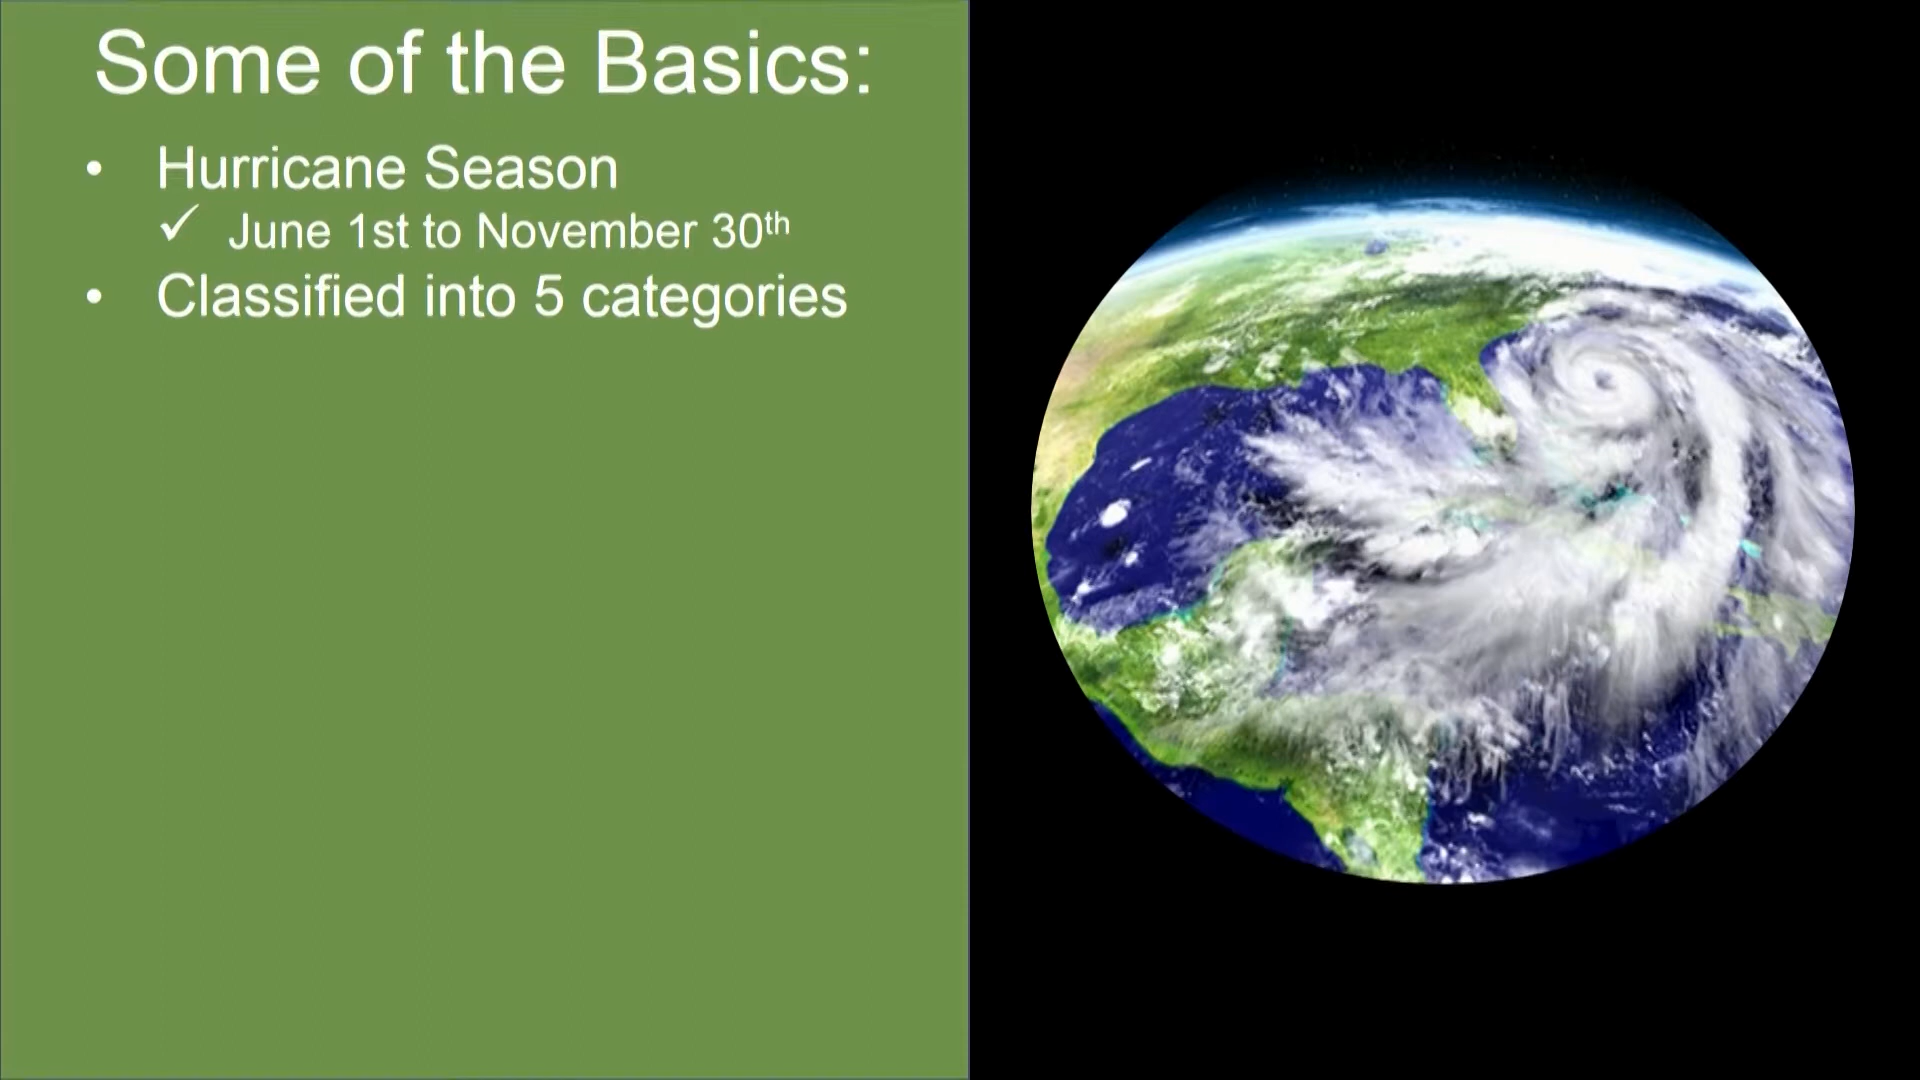 Some of the Basics:
• Hurricane Season
✓ June 1st to November 30th
• Classified into 5 categories